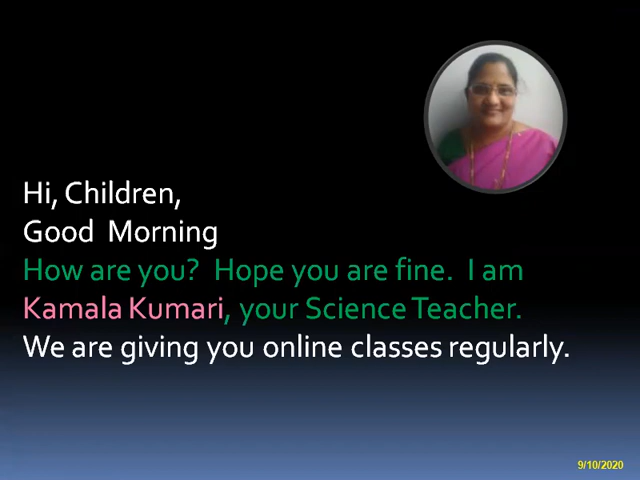 Hi, Children,
Good Morning
How are you? Hope you are fine. I am
Kamala Kumari, your Science Teacher.
We are giving you online classes regularly.
9/10/2020